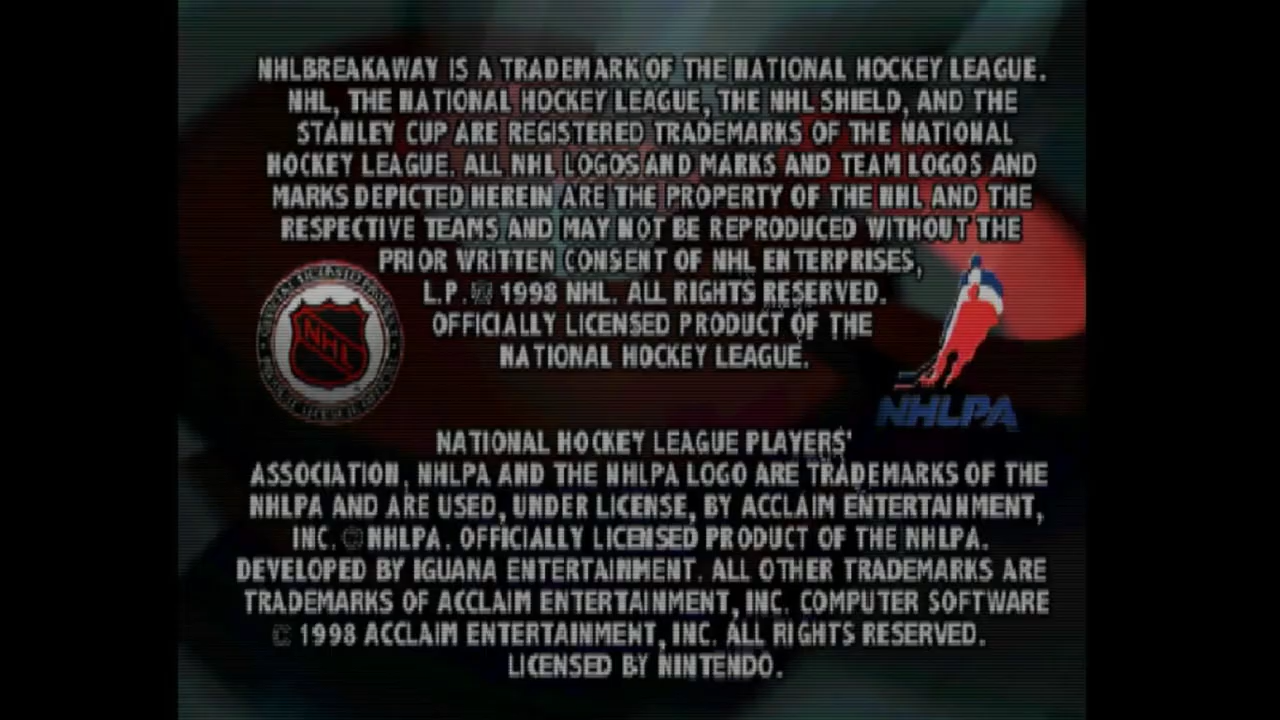 NHLBREAKAWAY IS A TRADEMARK OF THE NATIONAL HOCKEY LEAGUE.
NHL, THE NATIONAL HOCKEY LEAGUE, THE NHL SHIELD, AND THE
STANLEY CUP ARE REGISTERED TRADEMARKS OF THE NATIONAL
HOCKEY LEAGUE. ALL NHL LOGOS AND MARKS AND TEAM LOGOS AND
MARKS DEPICTED HEREIN ARE THE PROPERTY OF THE NHL AND THE
RESPECTIVE TEAMS AND MAY NOT BE REPRODUCED WITHOUT THE
PRIOR WRITTEN CONSENT OF NHL ENTERPRISES,
L.P. © 1998 NHL. ALL RIGHTS RESERVED.
OFFICIALLY LICENSED PRODUCT OF THE
NATIONAL HOCKEY LEAGUE.
NHL
NHLPA
NATIONAL HOCKEY LEAGUE PLAYERS'
ASSOCIATION, NHLPA AND THE NHLPA LOGO ARE TRADEMARKS OF THE
NHLPA AND ARE USED, UNDER LICENSE, BY ACCLAIM ENTERTAINMENT,
INC. © NHLPA. OFFICIALLY LICENSED PRODUCT OF THE NHLPA.
DEVELOPED BY IGUANA ENTERTAINMENT. ALL OTHER TRADEMARKS ARE
TRADEMARKS OF ACCLAIM ENTERTAINMENT, INC. COMPUTER SOFTWARE
© 1998 ACCLAIM ENTERTAINMENT, INC. ALL RIGHTS RESERVED.
LICENSED BY NINTENDO.